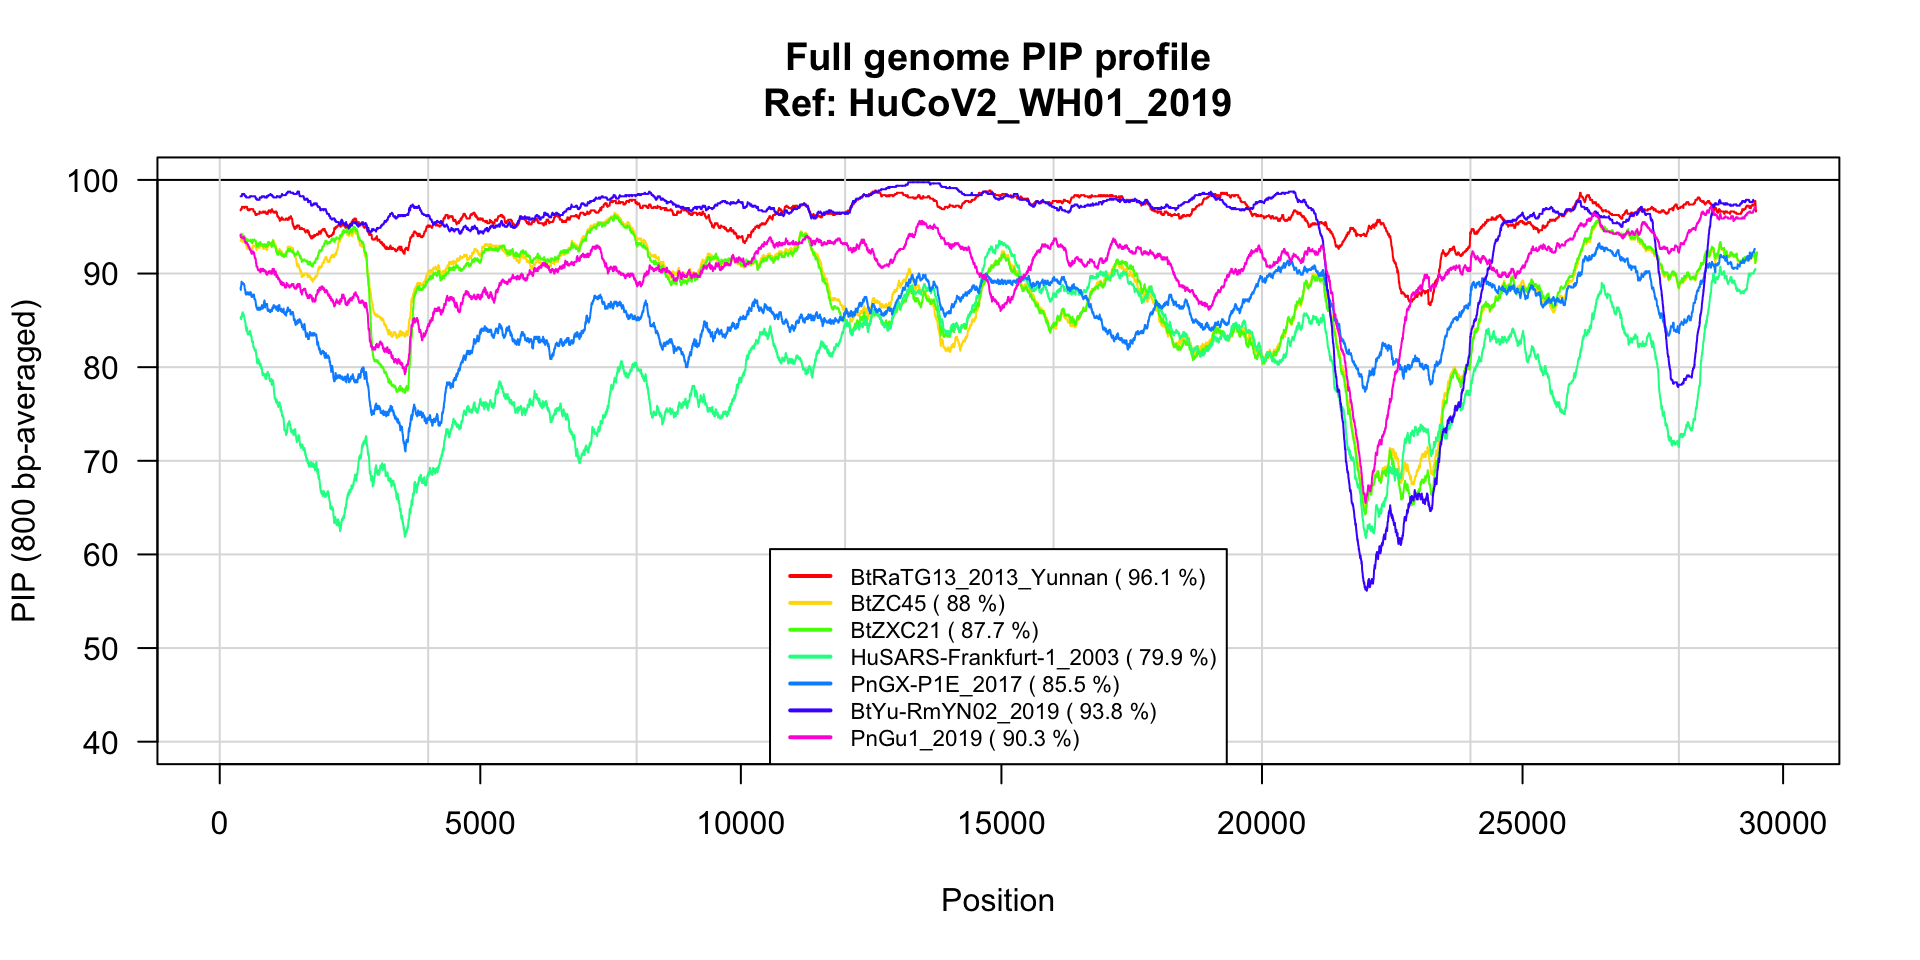 Full genome PIP profile
Ref: HuCoV2_WH01_2019
PIP (800 bp-averaged)
100
90
80
70
60
50
40
BtRaTG13_2013_Yunnan ( 96.1 %)
BtZC45 ( 88 %)
BtZXC21 ( 87.7 %)
HuSARS-Frankfurt-1_2003 ( 79.9 %)
PnGX-P1E_2017 ( 85.5 %)
BtYu-RmYN02_2019 ( 93.8 %)
PnGu1_2019 ( 90.3 %)
0 5000 10000 15000 20000 25000 30000
Position